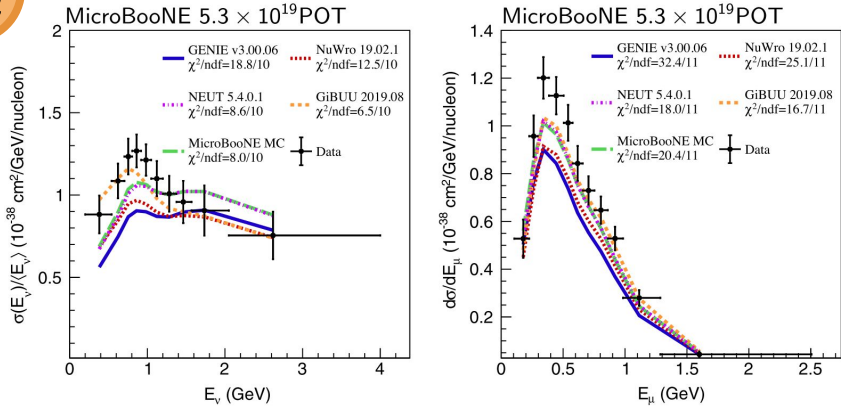 MicroBooNE 5.3 × 10¹⁹POT
σ(Eν)/⟨Eν⟩ (10⁻³⁸ cm²/GeV/nucleon)
2
1.5
1
0.5
0 1 2 3 4
Eν (GeV)
GENIE v3.00.06
χ²/ndf=18.8/10
NuWro 19.02.1
χ²/ndf=12.5/10
NEUT 5.4.0.1
χ²/ndf=8.6/10
GiBUU 2019.08
χ²/ndf=6.5/10
MicroBooNE MC
χ²/ndf=8.0/10
Data
MicroBooNE 5.3 × 10¹⁹POT
dσ/dEμ (10⁻³⁸ cm²/GeV/nucleon)
1.4
1.2
1
0.8
0.6
0.4
0.2
0 0.5 1 1.5 2 2.5
Eμ (GeV)
GENIE v3.00.06
χ²/ndf=32.4/11
NuWro 19.02.1
χ²/ndf=25.1/11
NEUT 5.4.0.1
χ²/ndf=18.0/11
GiBUU 2019.08
χ²/ndf=16.7/11
MicroBooNE MC
χ²/ndf=20.4/11
Data